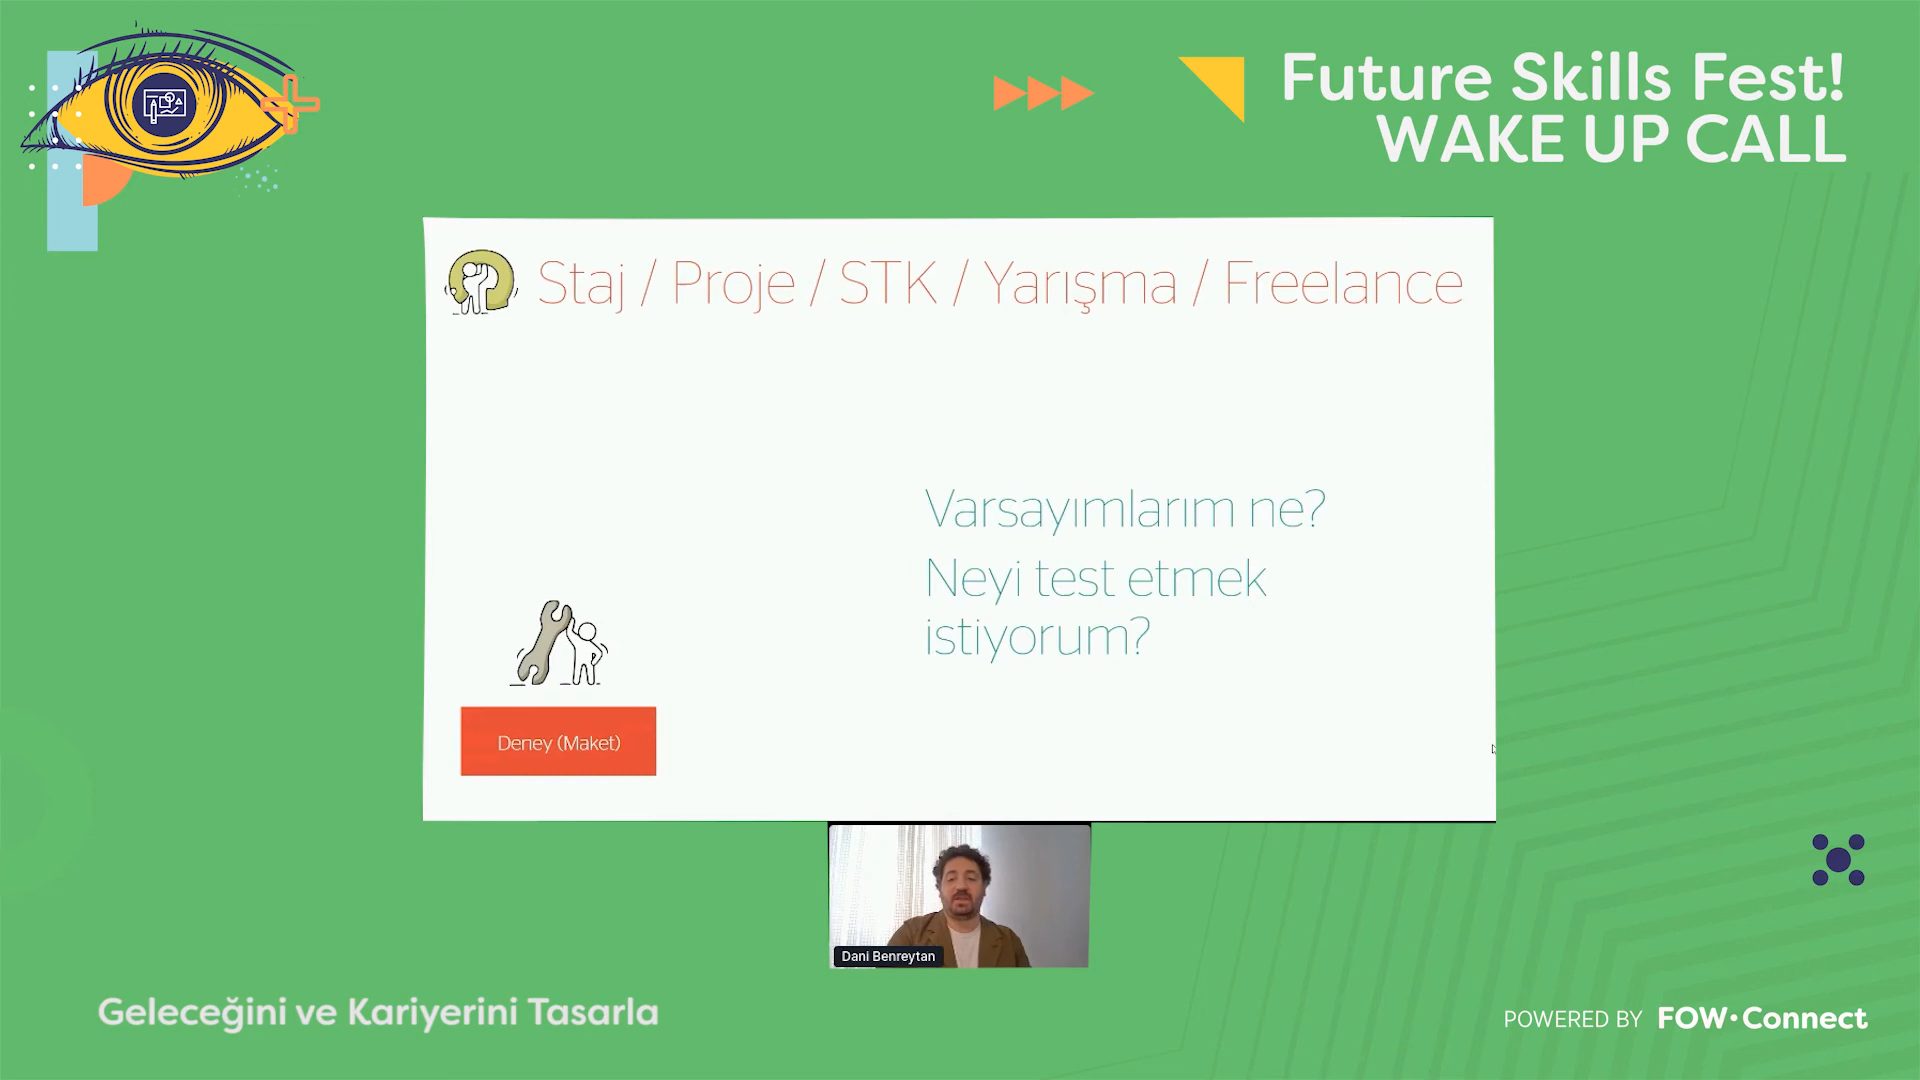 Future Skills Fest!
WAKE UP CALL
Staj / Proje / STK / Yarışma / Freelance
Varsayımlarım ne?
Neyi test etmek
istiyorum?
Deney (Maket)
Dani Benreytan
Geleceğini ve Kariyerini Tasarla
POWERED BY FOW·Connect